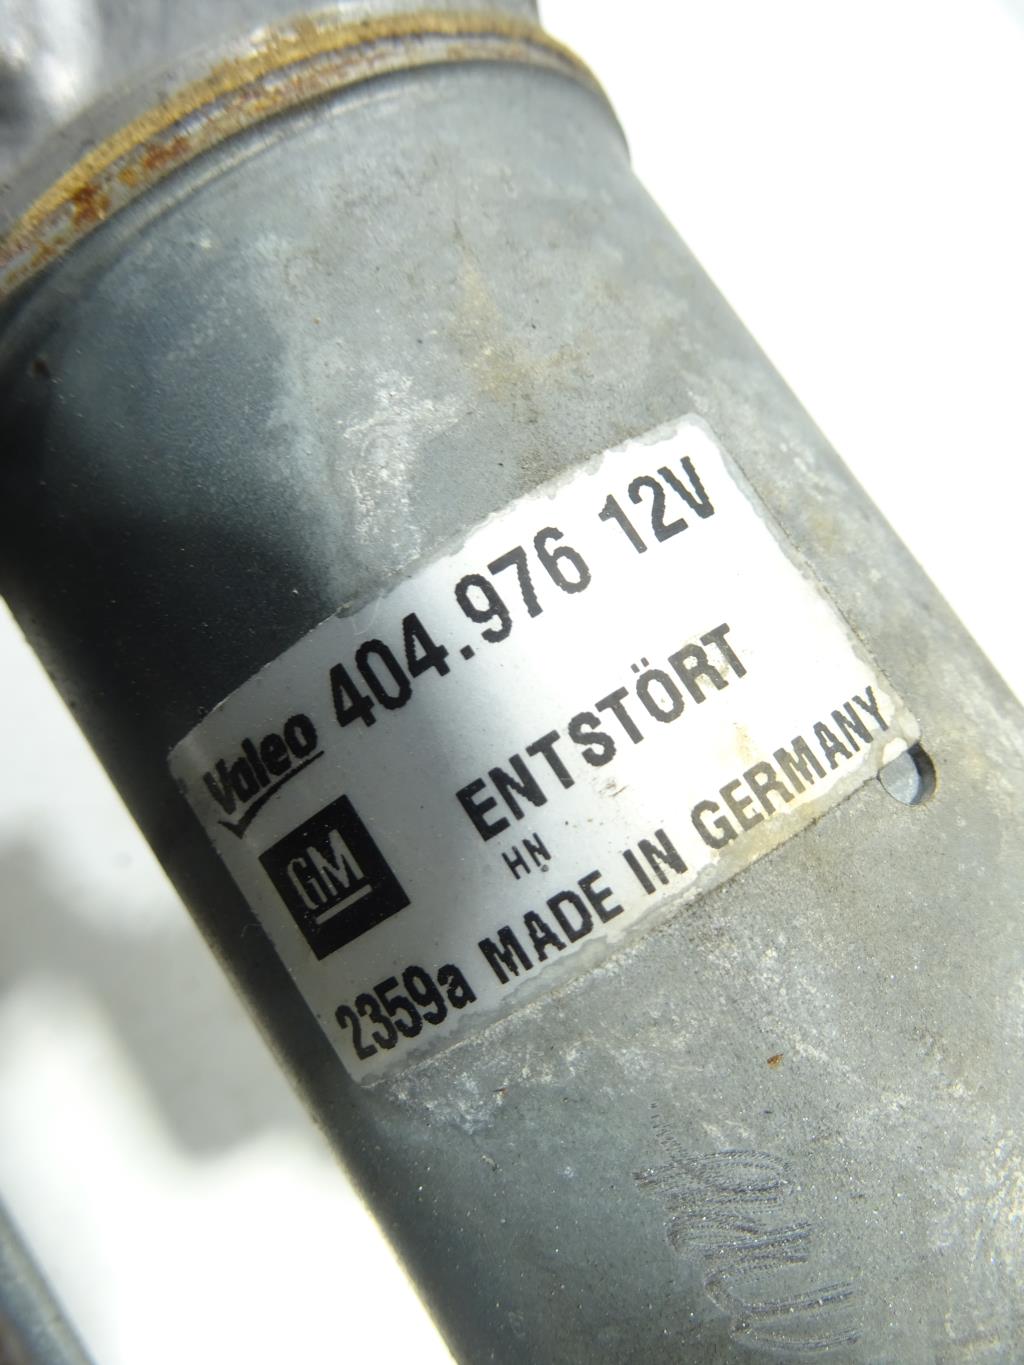 Valeo 404.976 12V
GM ENTSTÖRT
HN
2359a MADE IN GERMANY